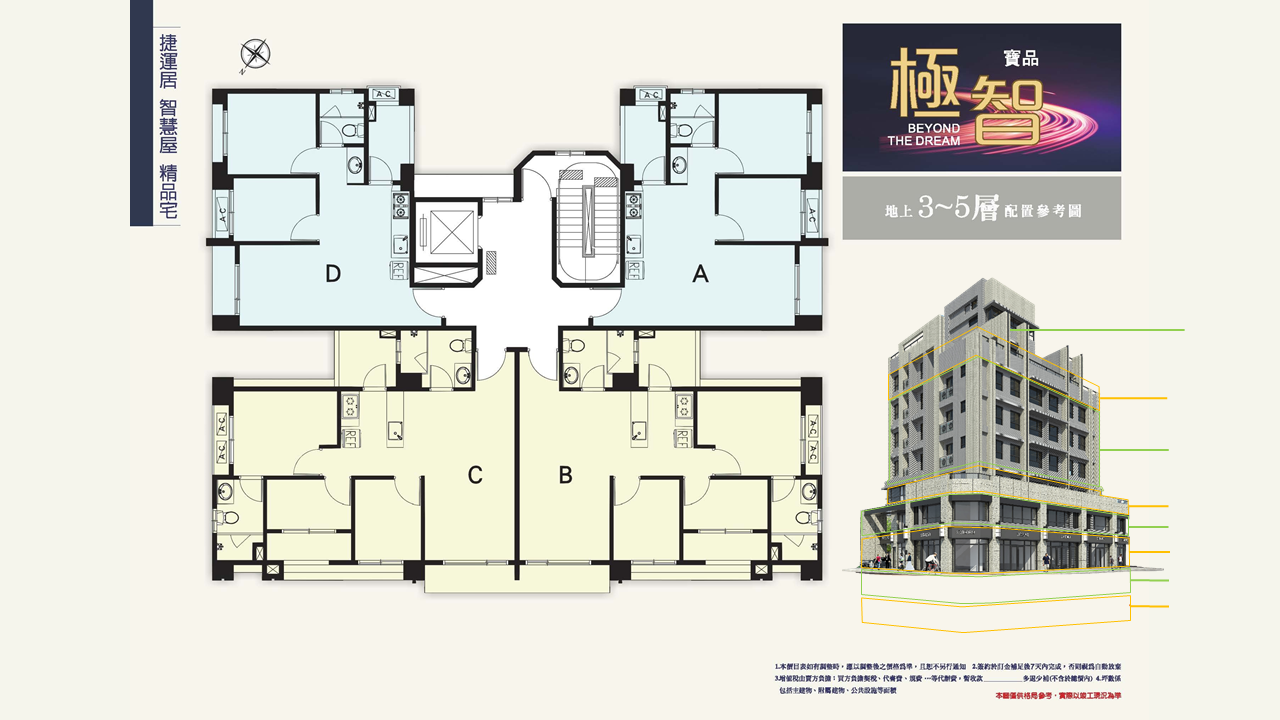 捷運居 智慧屋 精品宅
N
A.C
A.C
A.C
A.C
REF
REF
D
A
A.C
A.C
REF
REF
A.C
A.C
C
B
極智
寶品
BEYOND
THE DREAM
地上 3~5層 配置參考圖
1.本價目表如有調整時，應以調整後之價格為準，且恕不另行通知 2.簽約於訂金補足後7天內完成，否則視為自動放棄
3.增值稅由賣方負擔；買方負擔契稅、代書費、規費…等代辦費，暫收款__________多退少補(不含於總價內) 4.坪數係
包括主建物、附屬建物、公共設施等面積
本圖僅供格局參考，實際以竣工現況為準